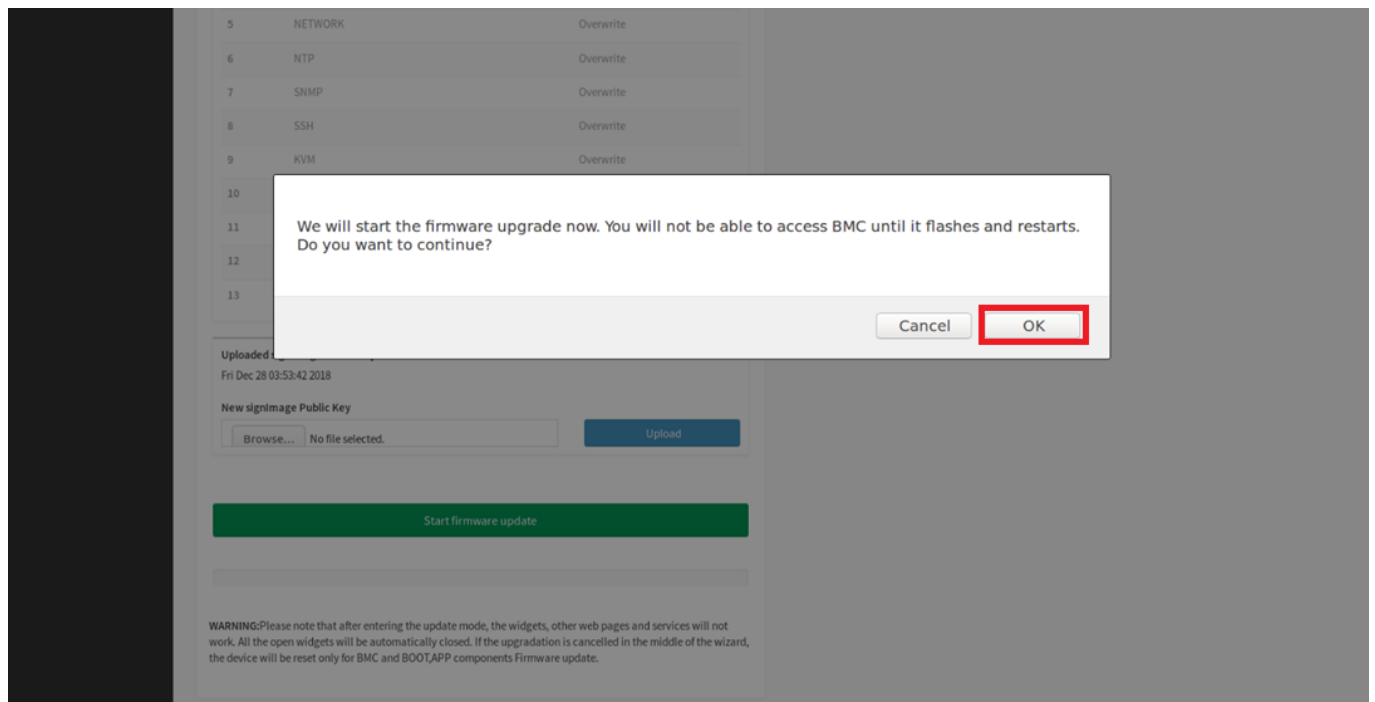 5 NETWORK Overwrite
6 NTP Overwrite
7 SNMP Overwrite
8 SSH Overwrite
9 KVM Overwrite
10
11
12
13
We will start the firmware upgrade now. You will not be able to access BMC until it flashes and restarts.
Do you want to continue?
Cancel OK
Uploaded
Fri Dec 28 03:53:42 2018
New signImage Public Key
Browse... No file selected. Upload
Start firmware update
WARNING:Please note that after entering the update mode, the widgets, other web pages and services will not
work. All the open widgets will be automatically closed. If the upgradation is cancelled in the middle of the wizard,
the device will be reset only for BMC and BOOT,APP components Firmware update.